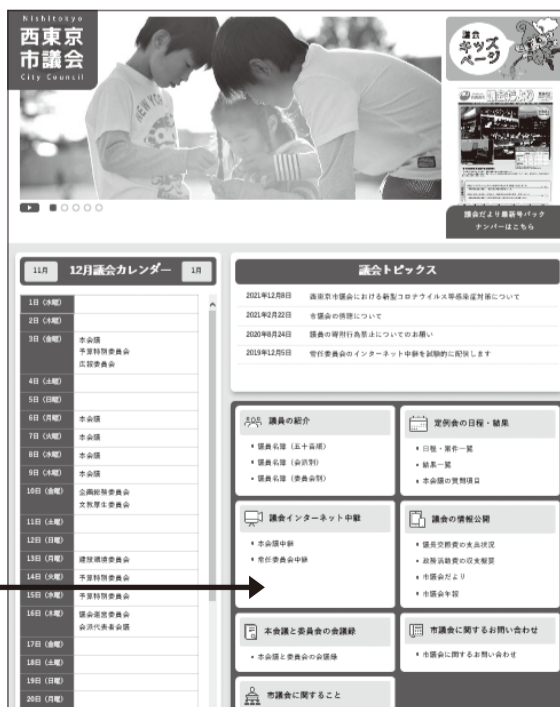 Nishitokyo
西東京
市議会
City Council
議会
キッズ
ページ
議会だより最新号バック
ナンバーはこちら
11月
12月議会カレンダー
1月
1日（水曜）
2日（木曜）
3日（金曜）
本会議
予算特別委員会
広報委員会
4日（土曜）
5日（日曜）
6日（月曜）
本会議
7日（火曜）
本会議
8日（水曜）
本会議
9日（木曜）
本会議
10日（金曜）
企画総務委員会
文教厚生委員会
11日（土曜）
12日（日曜）
13日（月曜）
建設環境委員会
14日（火曜）
予算特別委員会
15日（水曜）
予算特別委員会
16日（木曜）
議会運営委員会
会派代表者会議
17日（金曜）
18日（土曜）
19日（日曜）
20日（月曜）
議会トピックス
2021年12月8日 西東京市議会における新型コロナウイルス等感染症対策について
2021年2月22日 市議会の傍聴について
2020年8月24日 議員の寄附行為禁止についてのお願い
2019年12月5日 常任委員会のインターネット中継を試験的に配信します
議員の紹介
議員名簿（五十音順）
議員名簿（会派別）
議員名簿（委員会別）
定例会の日程・結果
日程・案件一覧
結果一覧
本会議の質問項目
議会インターネット中継
本会議中継
常任委員会中継
議会の情報公開
議長交際費の支出状況
政務活動費の収支概要
市議会だより
市議会年報
本会議と委員会の会議録
本会議と委員会の会議録
市議会に関するお問い合わせ
市議会に関するお問い合わせ
市議会に関すること